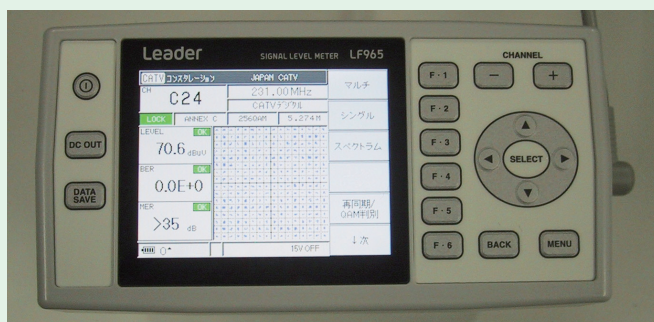 Leader
SIGNAL LEVEL METER LF965
CATV コンスタレーション JAPAN CATV
CH C24
231.00MHz
CATVデジタル
LOCK ANNEX C 256QAM 5.274M
LEVEL OK
70.6 dBμV
BER OK
0.0E+0
MER OK
>35 dB
15V OFF
マルチ
シングル
スペクトラム
再同期/
QAM判別
↓次
DC OUT
DATA
SAVE
F・1
F・2
F・3
F・4
F・5
F・6
CHANNEL
− +
SELECT
BACK
MENU